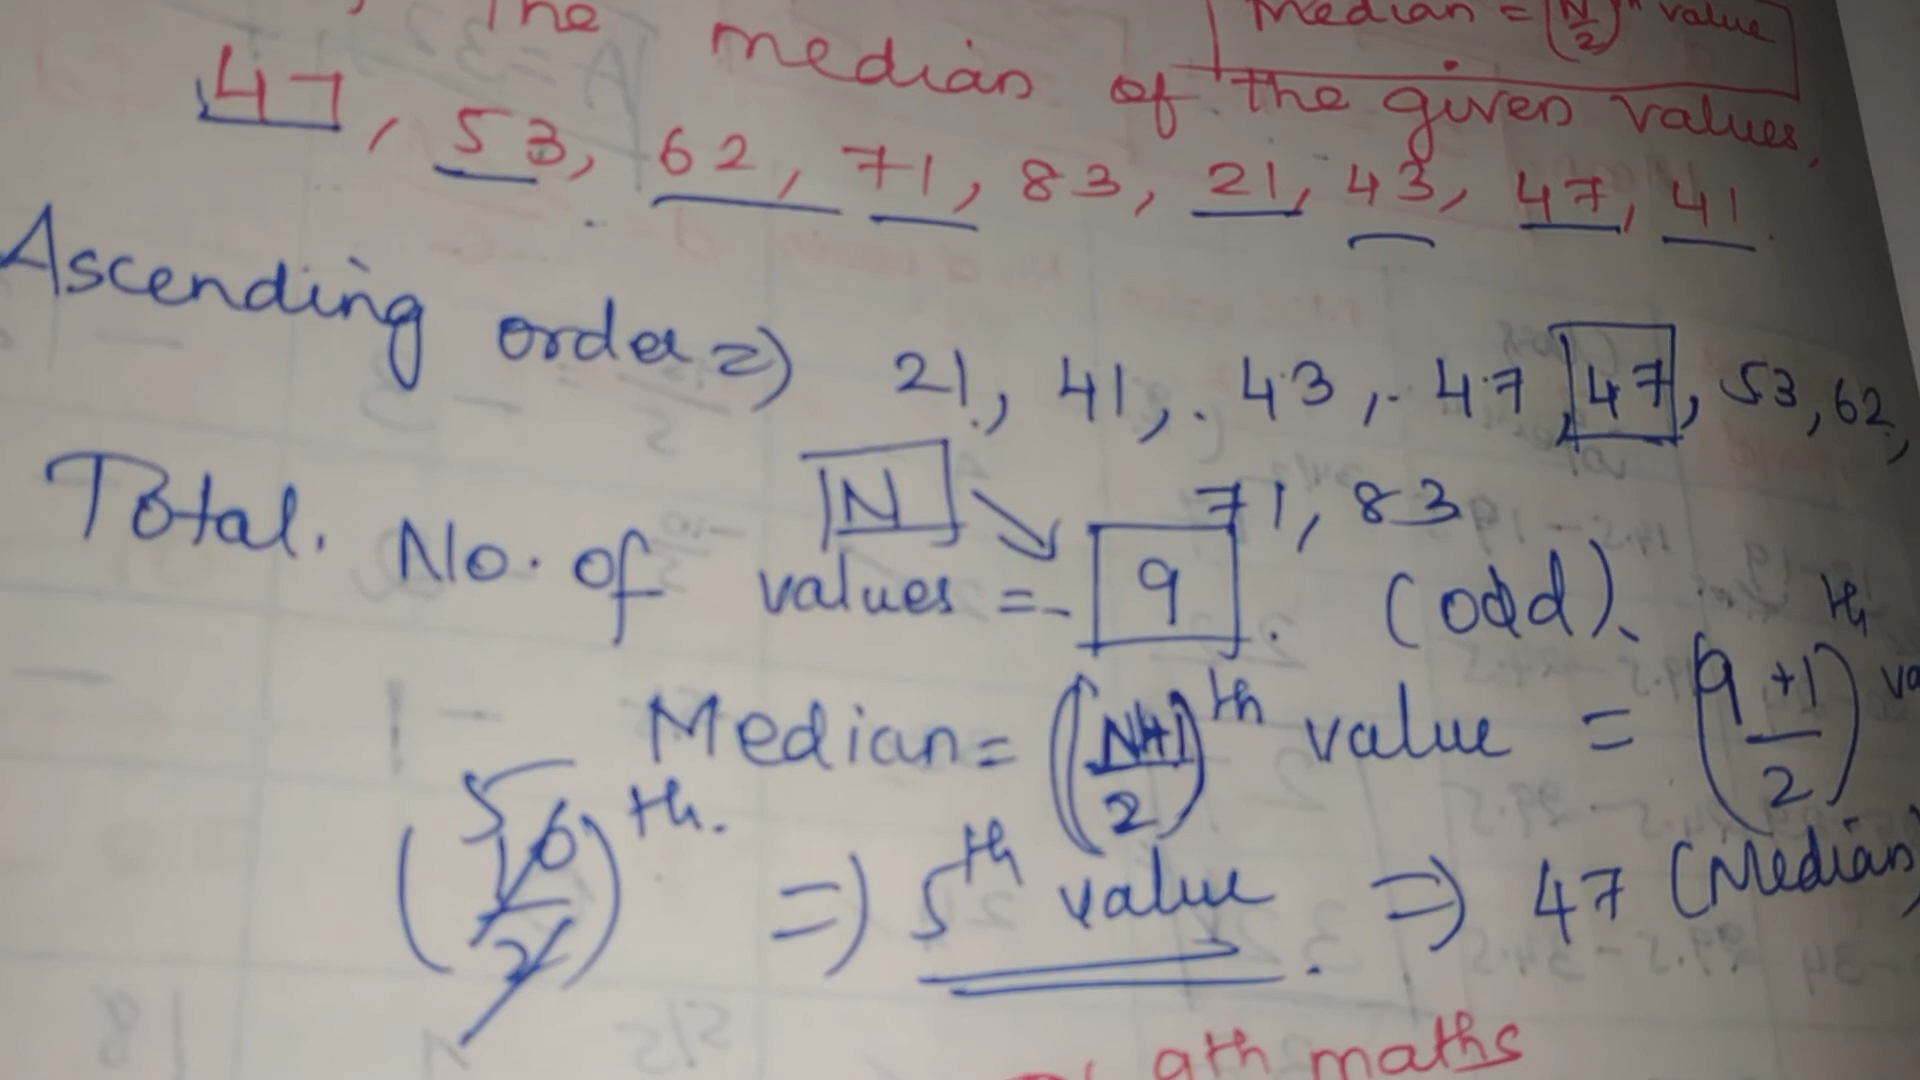 The median of the given values,
Median = (N/2)th value
47, 53, 62, 71, 83, 21, 43, 47, 41.
Ascending order => 21, 41, 43, 47, 47, 53, 62,
71, 83
Total. No. of values = 9. (odd).
N
Median = (N+1/2)th value = (9+1/2)th
(10/2)th. 5 => 5th value. => 47 (Median)
9th maths